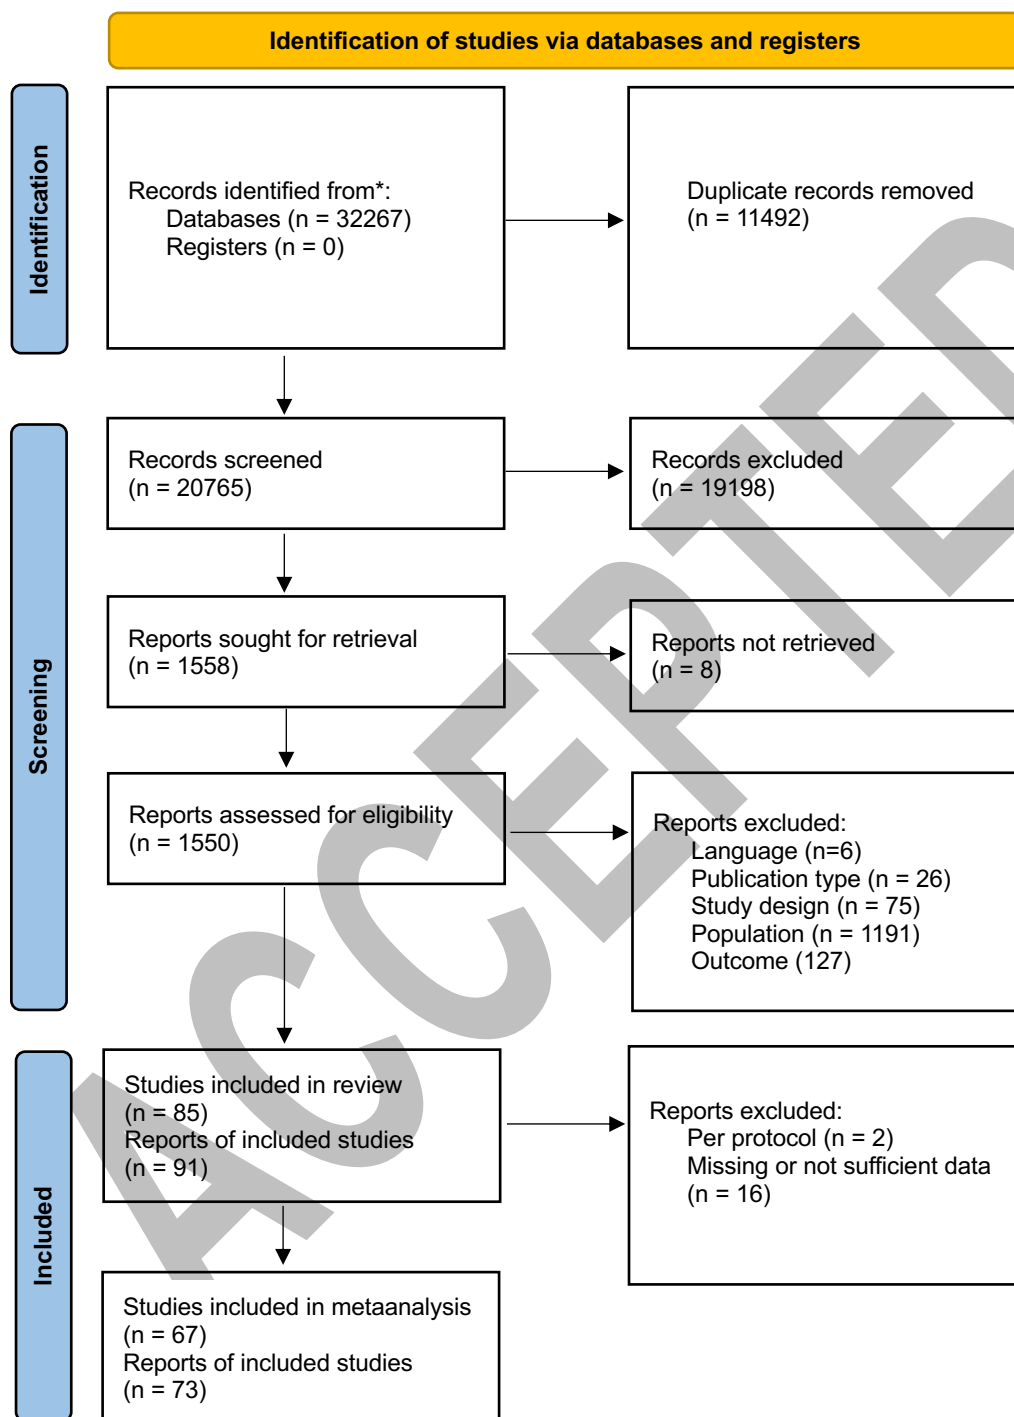 Identification of studies via databases and registers
Identification
Records identified from*:
Databases (n = 32267)
Registers (n = 0)
Duplicate records removed
(n = 11492)
Screening
Records screened
(n = 20765)
Records excluded
(n = 19198)
Reports sought for retrieval
(n = 1558)
Reports not retrieved
(n = 8)
Reports assessed for eligibility
(n = 1550)
Reports excluded:
Language (n=6)
Publication type (n = 26)
Study design (n = 75)
Population (n = 1191)
Outcome (127)
Included
Studies included in review
(n = 85)
Reports of included studies
(n = 91)
Reports excluded:
Per protocol (n = 2)
Missing or not sufficient data
(n = 16)
Studies included in metaanalysis
(n = 67)
Reports of included studies
(n = 73)
ACCEPTED